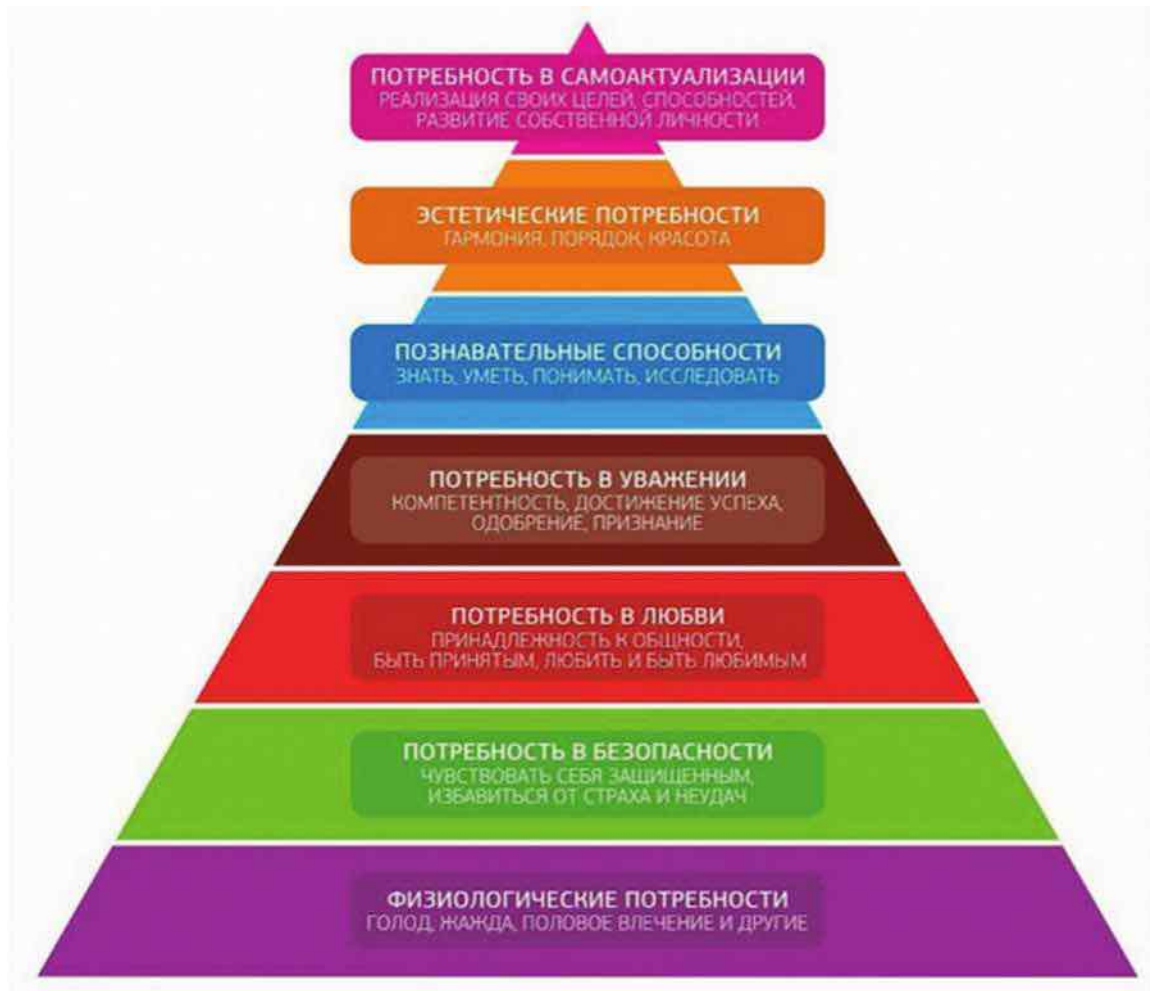 ПОТРЕБНОСТЬ В САМОАКТУАЛИЗАЦИИ
РЕАЛИЗАЦИЯ СВОИХ ЦЕЛЕЙ, СПОСОБНОСТЕЙ,
РАЗВИТИЕ СОБСТВЕННОЙ ЛИЧНОСТИ
ЭСТЕТИЧЕСКИЕ ПОТРЕБНОСТИ
ГАРМОНИЯ, ПОРЯДОК, КРАСОТА
ПОЗНАВАТЕЛЬНЫЕ СПОСОБНОСТИ
ЗНАТЬ, УМЕТЬ, ПОНИМАТЬ, ИССЛЕДОВАТЬ
ПОТРЕБНОСТЬ В УВАЖЕНИИ
КОМПЕТЕНТНОСТЬ, ДОСТИЖЕНИЕ УСПЕХА,
ОДОБРЕНИЕ, ПРИЗНАНИЕ
ПОТРЕБНОСТЬ В ЛЮБВИ
ПРИНАДЛЕЖНОСТЬ К ОБЩНОСТИ,
БЫТЬ ПРИНЯТЫМ, ЛЮБИТЬ И БЫТЬ ЛЮБИМЫМ
ПОТРЕБНОСТЬ В БЕЗОПАСНОСТИ
ЧУВСТВОВАТЬ СЕБЯ ЗАЩИЩЕННЫМ,
ИЗБАВИТЬСЯ ОТ СТРАХА И НЕУДАЧ
ФИЗИОЛОГИЧЕСКИЕ ПОТРЕБНОСТИ
ГОЛОД, ЖАЖДА, ПОЛОВОЕ ВЛЕЧЕНИЕ И ДРУГИЕ